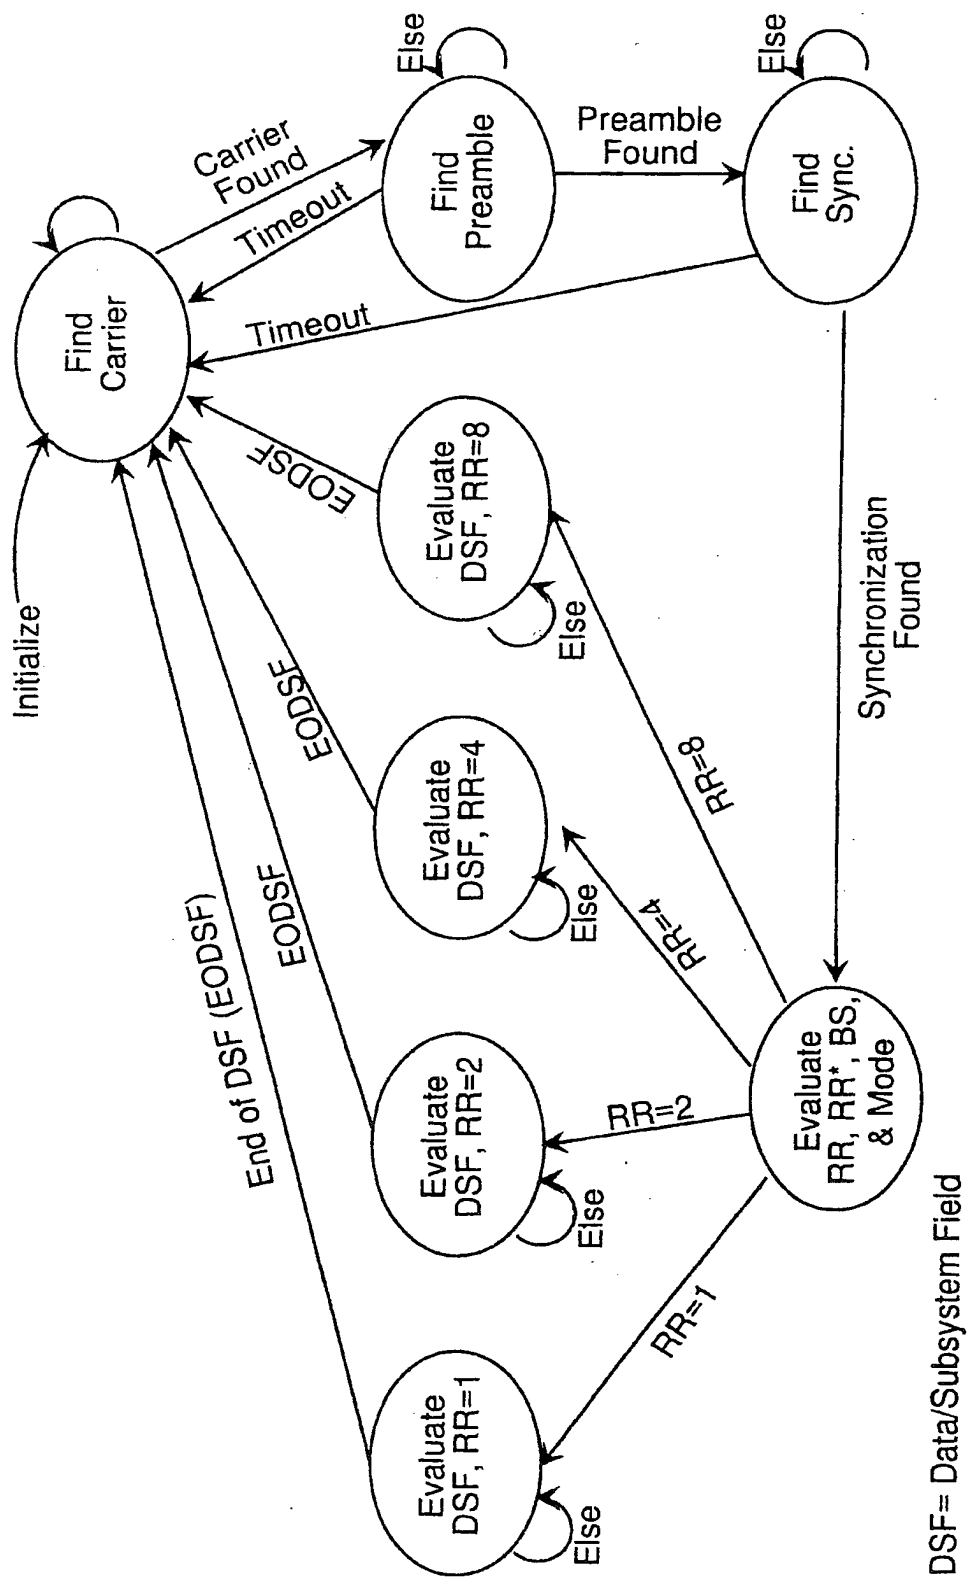 Initialize
Find
Carrier
Carrier
Found
Timeout
Else
Find
Preamble
Preamble
Found
Else
Find
Sync.
Timeout
Synchronization
Found
End of DSF (EODSF)
EODSF
EODSF
EODSF
Evaluate
DSF, RR=1
Else
Evaluate
DSF, RR=2
Else
Evaluate
DSF, RR=4
Else
Evaluate
DSF, RR=8
Else
RR=1
RR=2
RR=4
RR=8
Evaluate
RR, RR*, BS,
& Mode
DSF= Data/Subsystem Field